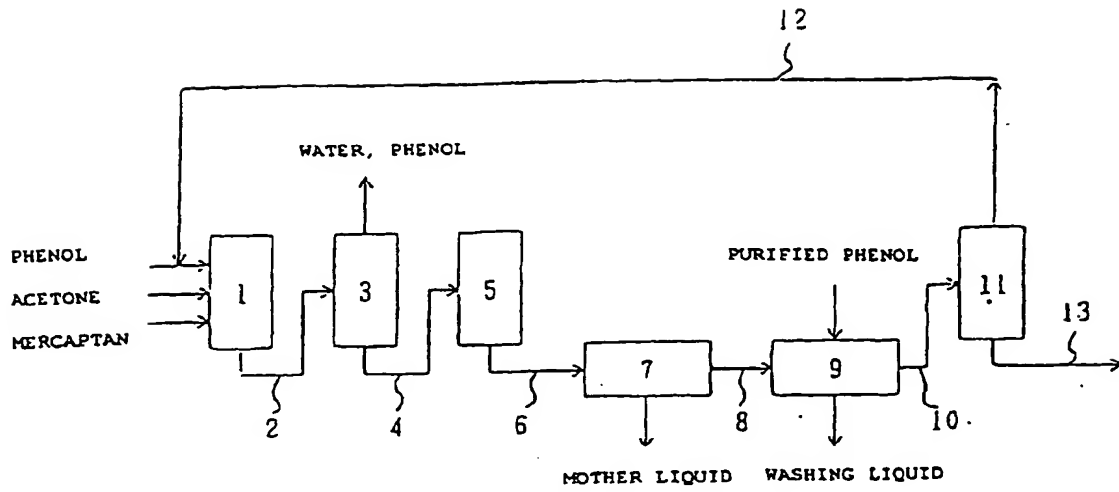 12
WATER, PHENOL
PHENOL
ACETONE
MERCAPTAN
1
3
5
PURIFIED PHENOL
11
13
7
9
2
4
6
8
10.
MOTHER LIQUID
WASHING LIQUID